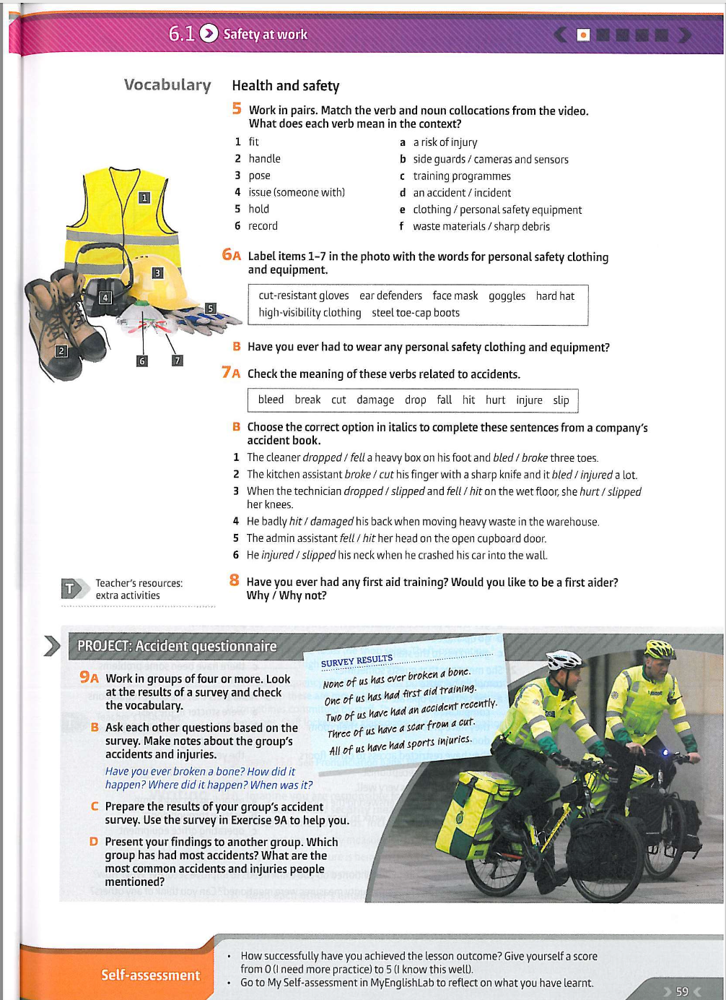 6.1 Safety at work
Vocabulary
Health and safety
5 Work in pairs. Match the verb and noun collocations from the video.
What does each verb mean in the context?
1 fit
2 handle
3 pose
4 issue (someone with)
5 hold
6 record
a a risk of injury
b side guards / cameras and sensors
c training programmes
d an accident / incident
e clothing / personal safety equipment
f waste materials / sharp debris
1
2
3
4
5
6
7
6A Label items 1–7 in the photo with the words for personal safety clothing
and equipment.
cut-resistant gloves ear defenders face mask goggles hard hat
high-visibility clothing steel toe-cap boots
B Have you ever had to wear any personal safety clothing and equipment?
7A Check the meaning of these verbs related to accidents.
bleed break cut damage drop fall hit hurt injure slip
B Choose the correct option in italics to complete these sentences from a company's
accident book.
1 The cleaner dropped / fell a heavy box on his foot and bled / broke three toes.
2 The kitchen assistant broke / cut his finger with a sharp knife and it bled / injured a lot.
3 When the technician dropped / slipped and fell / hit on the wet floor, she hurt / slipped
her knees.
4 He badly hit / damaged his back when moving heavy waste in the warehouse.
5 The admin assistant fell / hit her head on the open cupboard door.
6 He injured / slipped his neck when he crashed his car into the wall.
T Teacher's resources:
extra activities
8 Have you ever had any first aid training? Would you like to be a first aider?
Why / Why not?
PROJECT: Accident questionnaire
9A Work in groups of four or more. Look
at the results of a survey and check
the vocabulary.
B Ask each other questions based on the
survey. Make notes about the group's
accidents and injuries.
Have you ever broken a bone? How did it
happen? Where did it happen? When was it?
C Prepare the results of your group's accident
survey. Use the survey in Exercise 9A to help you.
D Present your findings to another group. Which
group has had most accidents? What are the
most common accidents and injuries people
mentioned?
SURVEY RESULTS
None of us has ever broken a bone.
One of us has had first aid training.
Two of us have had an accident recently.
Three of us have a scar from a cut.
All of us have had sports injuries.
Self-assessment
• How successfully have you achieved the lesson outcome? Give yourself a score
from 0 (I need more practice) to 5 (I know this well).
• Go to My Self-assessment in MyEnglishLab to reflect on what you have learnt.
59